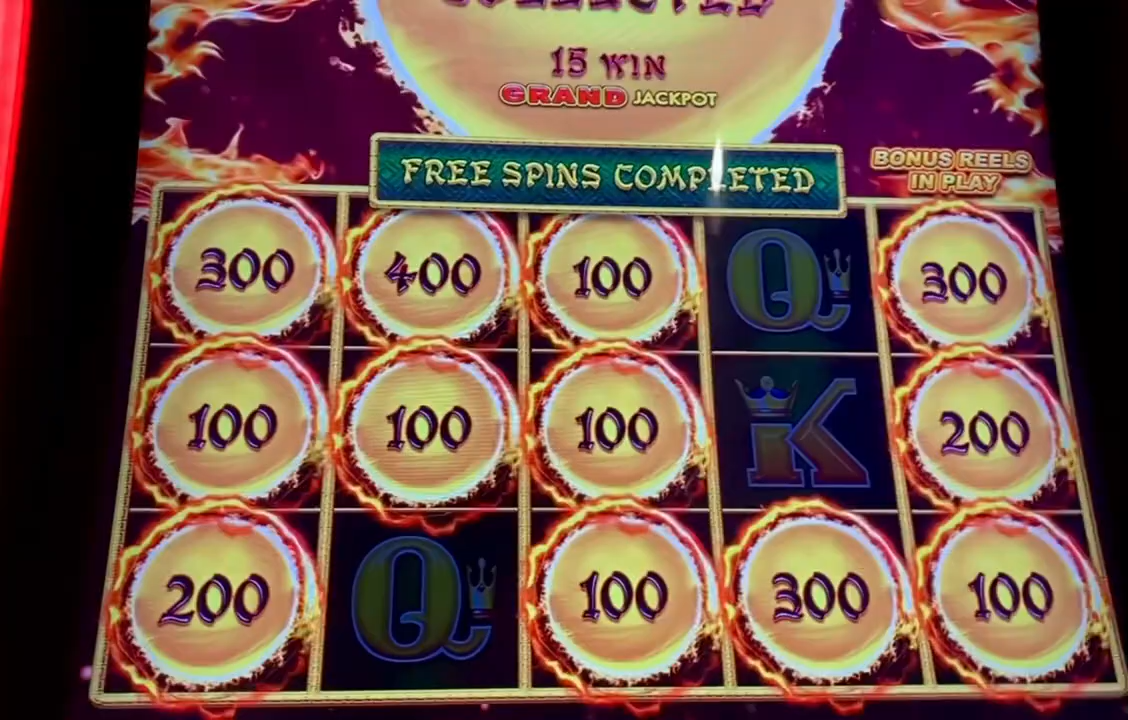 COLLECTED
15 WIN
GRAND JACKPOT
FREE SPINS COMPLETED
BONUS REELS
IN PLAY
300 400 100 Q 300
100 100 100 K 200
200 Q 100 300 100